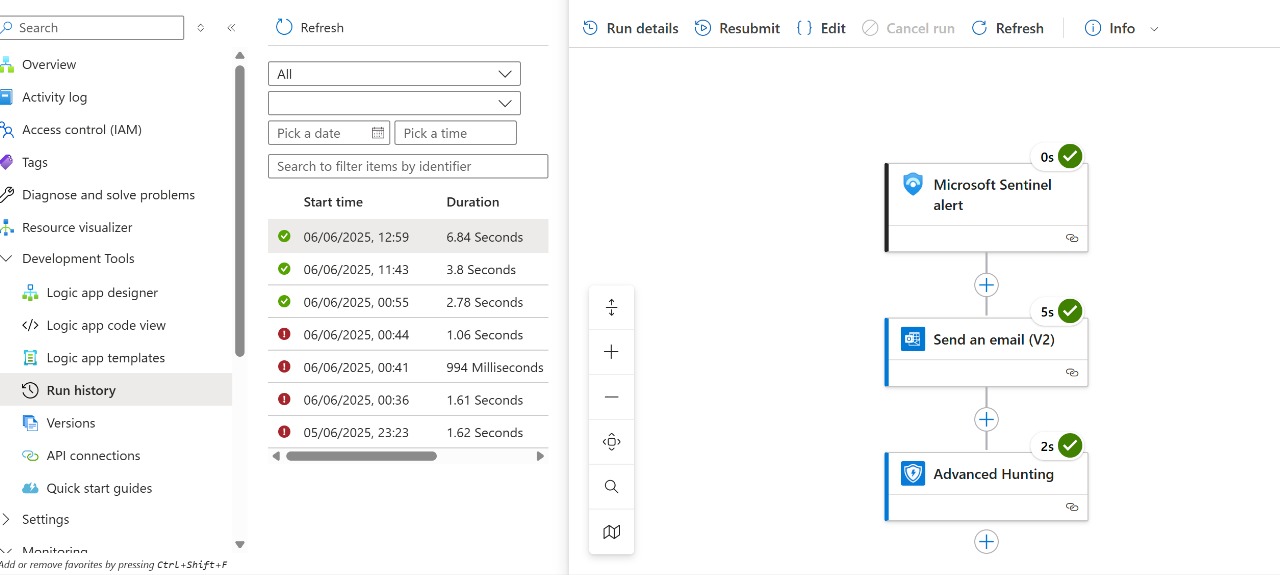 Search
Overview
Activity log
Access control (IAM)
Tags
Diagnose and solve problems
Resource visualizer
Development Tools
Logic app designer
Logic app code view
Logic app templates
Run history
Versions
API connections
Quick start guides
Settings
Monitoring
Add or remove favorites by pressing Ctrl+Shift+F
Refresh
All
Pick a date
Pick a time
Search to filter items by identifier
Start time Duration
06/06/2025, 12:59 6.84 Seconds
06/06/2025, 11:43 3.8 Seconds
06/06/2025, 00:55 2.78 Seconds
06/06/2025, 00:44 1.06 Seconds
06/06/2025, 00:41 994 Milliseconds
06/06/2025, 00:36 1.61 Seconds
05/06/2025, 23:23 1.62 Seconds
Run details Resubmit Edit Cancel run Refresh Info
0s
Microsoft Sentinel
alert
5s
Send an email (V2)
2s
Advanced Hunting